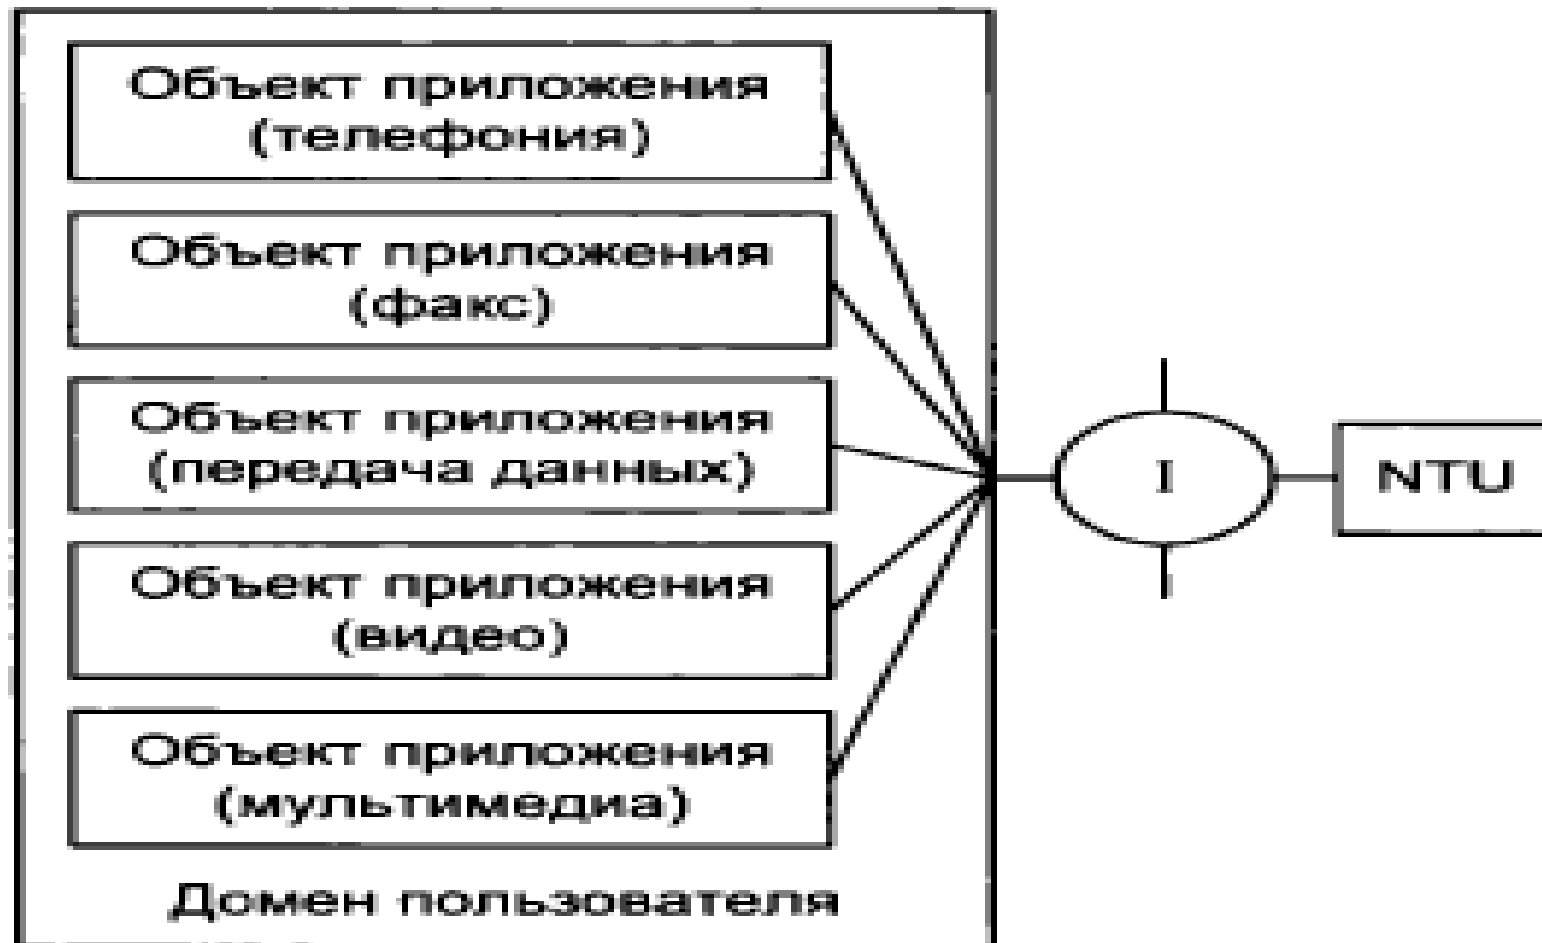 Объект приложения
(телефония)
Объект приложения
(факс)
Объект приложения
(передача данных)
Объект приложения
(видео)
Объект приложения
(мультимедиа)
Домен пользователя
I
NTU